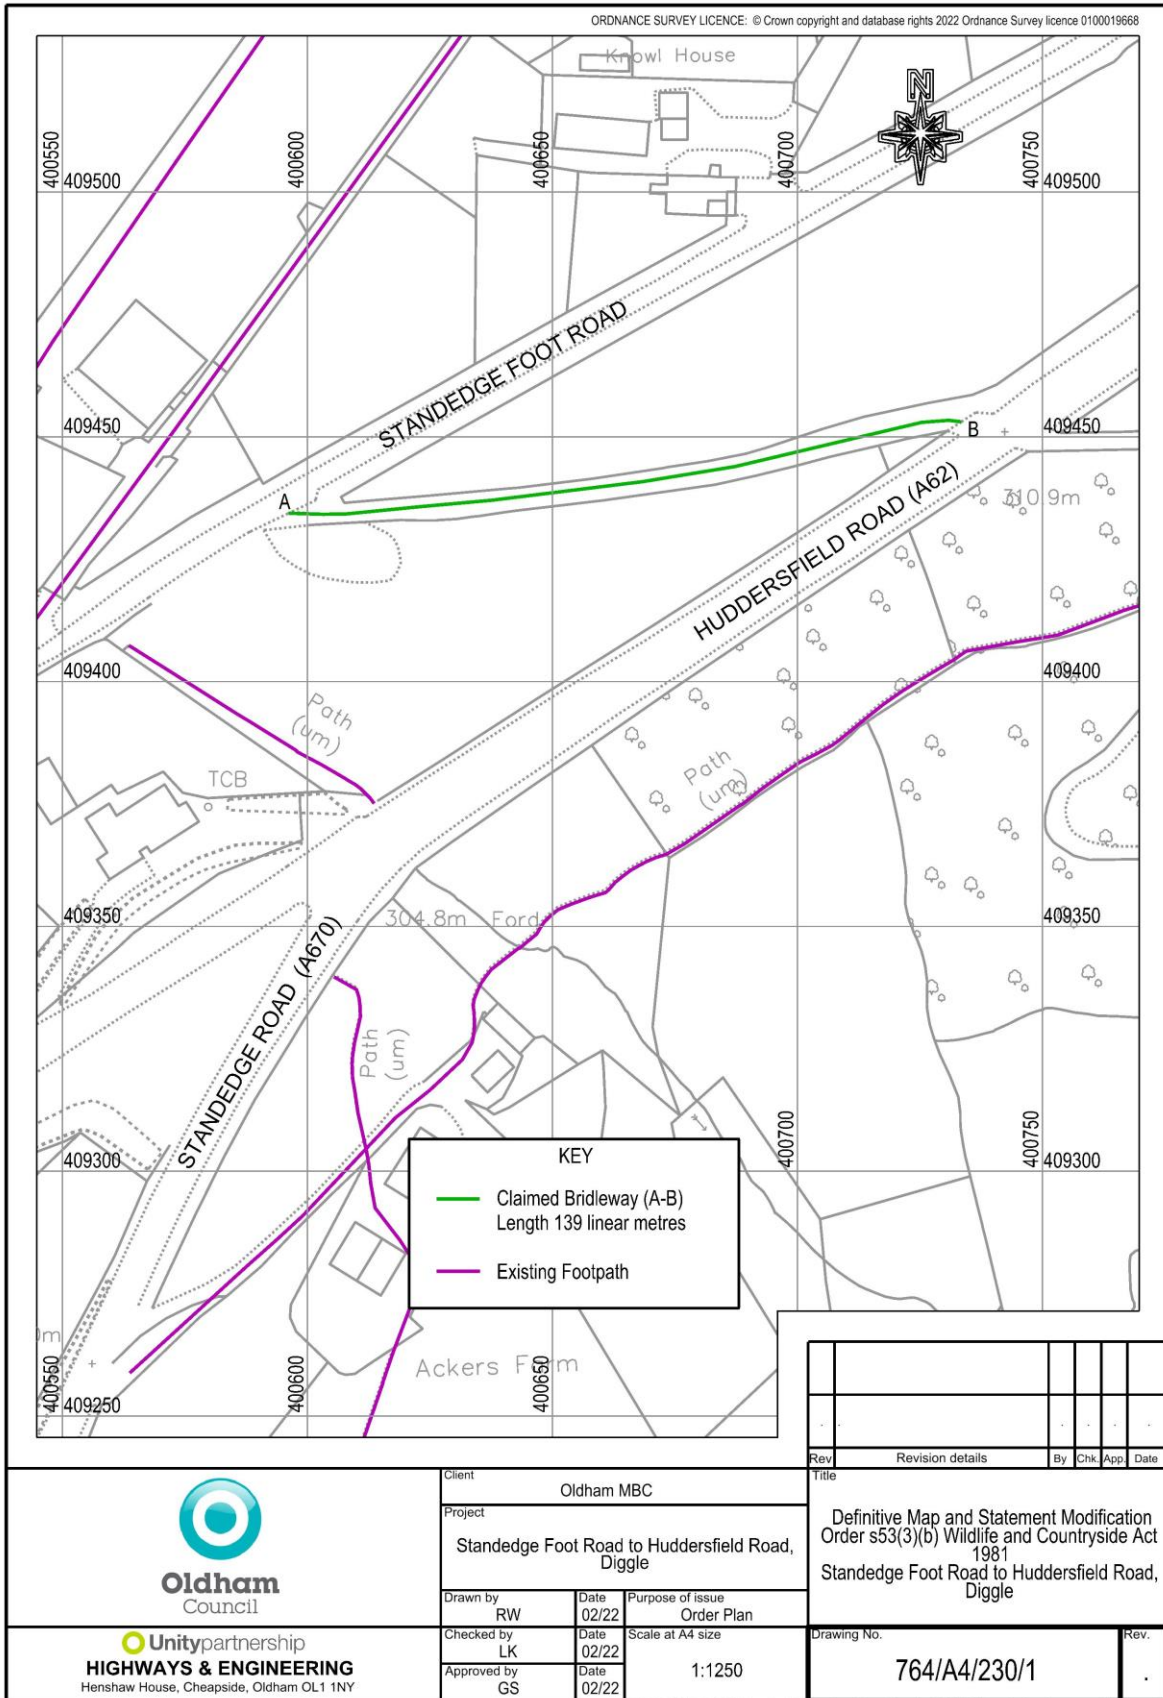 ORDNANCE SURVEY LICENCE: © Crown copyright and database rights 2022 Ordnance Survey licence 0100019668
Knowl House
N
400550
400600
400650
400700
400750
409500
409500
STANDEDGE FOOT ROAD
409450
409450
A
B
HUDDERSFIELD ROAD (A62)
310.9m
409400
409400
Path
(um)
TCB
Path
(um)
409350
409350
304.8m
Ford
STANDEDGE ROAD (A670)
Path
(um)
400700
400750
409300
409300
KEY
Claimed Bridleway (A-B)
Length 139 linear metres
Existing Footpath
400550
400600
400650
409250
Ackers Farm
Rev
Revision details
By
Chk.
App.
Date
Oldham
Council
Client
Oldham MBC
Project
Standedge Foot Road to Huddersfield Road,
Diggle
Title
Definitive Map and Statement Modification
Order s53(3)(b) Wildlife and Countryside Act
1981
Standedge Foot Road to Huddersfield Road,
Diggle
Drawn by
RW
Date
02/22
Purpose of issue
Order Plan
Unitypartnership
HIGHWAYS & ENGINEERING
Henshaw House, Cheapside, Oldham OL1 1NY
Checked by
LK
Date
02/22
Scale at A4 size
1:1250
Approved by
GS
Date
02/22
Drawing No.
764/A4/230/1
Rev.
.